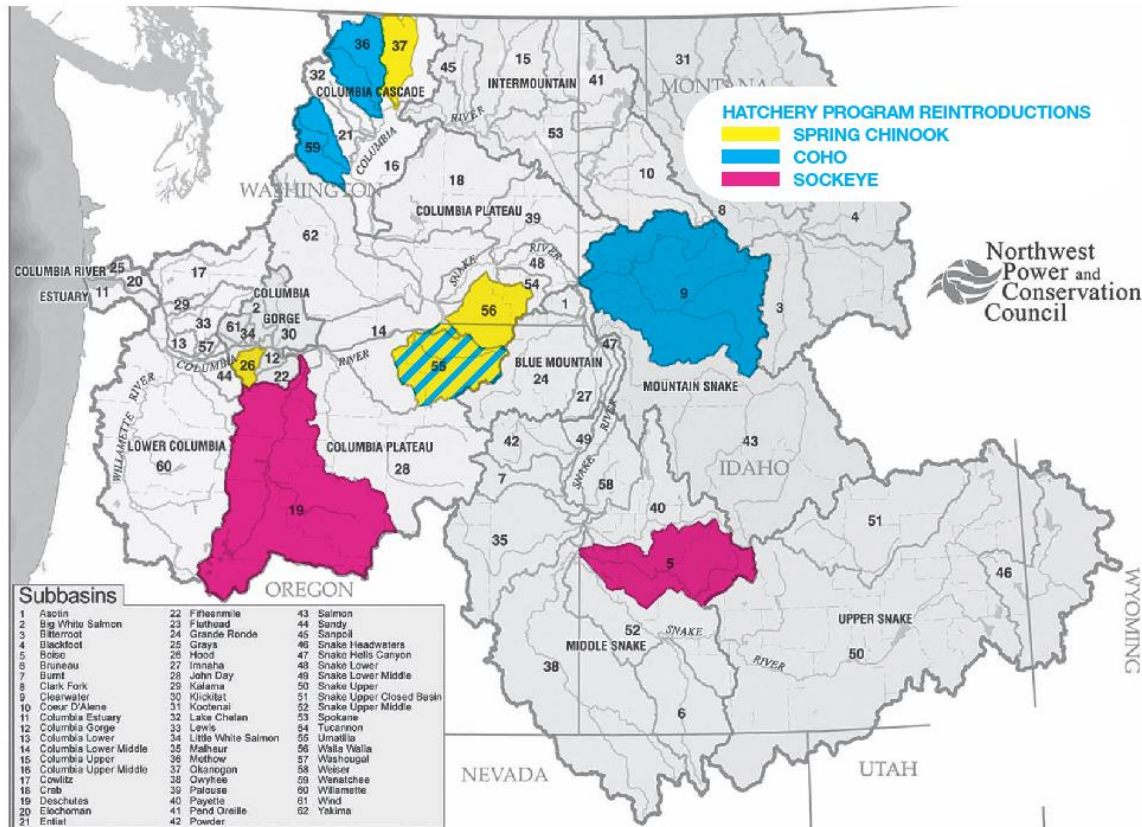 36
37
32
45
INTERMOUNTAIN
15
41
31
MONTANA
COLUMBIA CASCADE
RIVER
53
59
21
COLUMBIA
16
WASHINGTON
HATCHERY PROGRAM REINTRODUCTIONS
SPRING CHINOOK
COHO
SOCKEYE
10
18
COLUMBIA PLATEAU
39
8
4
62
COLUMBIA RIVER
25
20
ESTUARY
11
17
SNAKE
RIVER
48
54
1
9
3
Northwest
Power and
Conservation
Council
29
COLUMBIA
2
GORGE
33
61
34
30
13
57
COLUMBIA
26
12
44
22
14
RIVER
56
55
BLUE MOUNTAIN
24
47
27
MOUNTAIN SNAKE
WILLAMETTE RIVER
LOWER COLUMBIA
60
COLUMBIA PLATEAU
28
42
7
49
SNAKE
RIVER
58
43
IDAHO
19
35
40
51
5
46
OREGON
52
MIDDLE SNAKE
SNAKE
RIVER
UPPER SNAKE
50
38
6
WYOMING
NEVADA
UTAH
Subbasins
1 Asotin
2 Big White Salmon
3 Bitterroot
4 Blackfoot
5 Boise
6 Bruneau
7 Burnt
8 Clark Fork
9 Clearwater
10 Coeur D'Alene
11 Columbia Estuary
12 Columbia Gorge
13 Columbia Lower
14 Columbia Lower Middle
15 Columbia Upper
16 Columbia Upper Middle
17 Cowlitz
18 Crab
19 Deschutes
20 Elochoman
21 Entiat
22 Fifteenmile
23 Flathead
24 Grande Ronde
25 Grays
26 Hood
27 Imnaha
28 John Day
29 Kalama
30 Klickitat
31 Kootenai
32 Lake Chelan
33 Lewis
34 Little White Salmon
35 Malheur
36 Methow
37 Okanogan
38 Owyhee
39 Palouse
40 Payette
41 Pend Oreille
42 Powder
43 Salmon
44 Sandy
45 Sanpoil
46 Snake Headwaters
47 Snake Hells Canyon
48 Snake Lower
49 Snake Lower Middle
50 Snake Upper
51 Snake Upper Closed Basin
52 Snake Upper Middle
53 Spokane
54 Tucannon
55 Umatilla
56 Walla Walla
57 Washougal
58 Weiser
59 Wenatchee
60 Willamette
61 Wind
62 Yakima